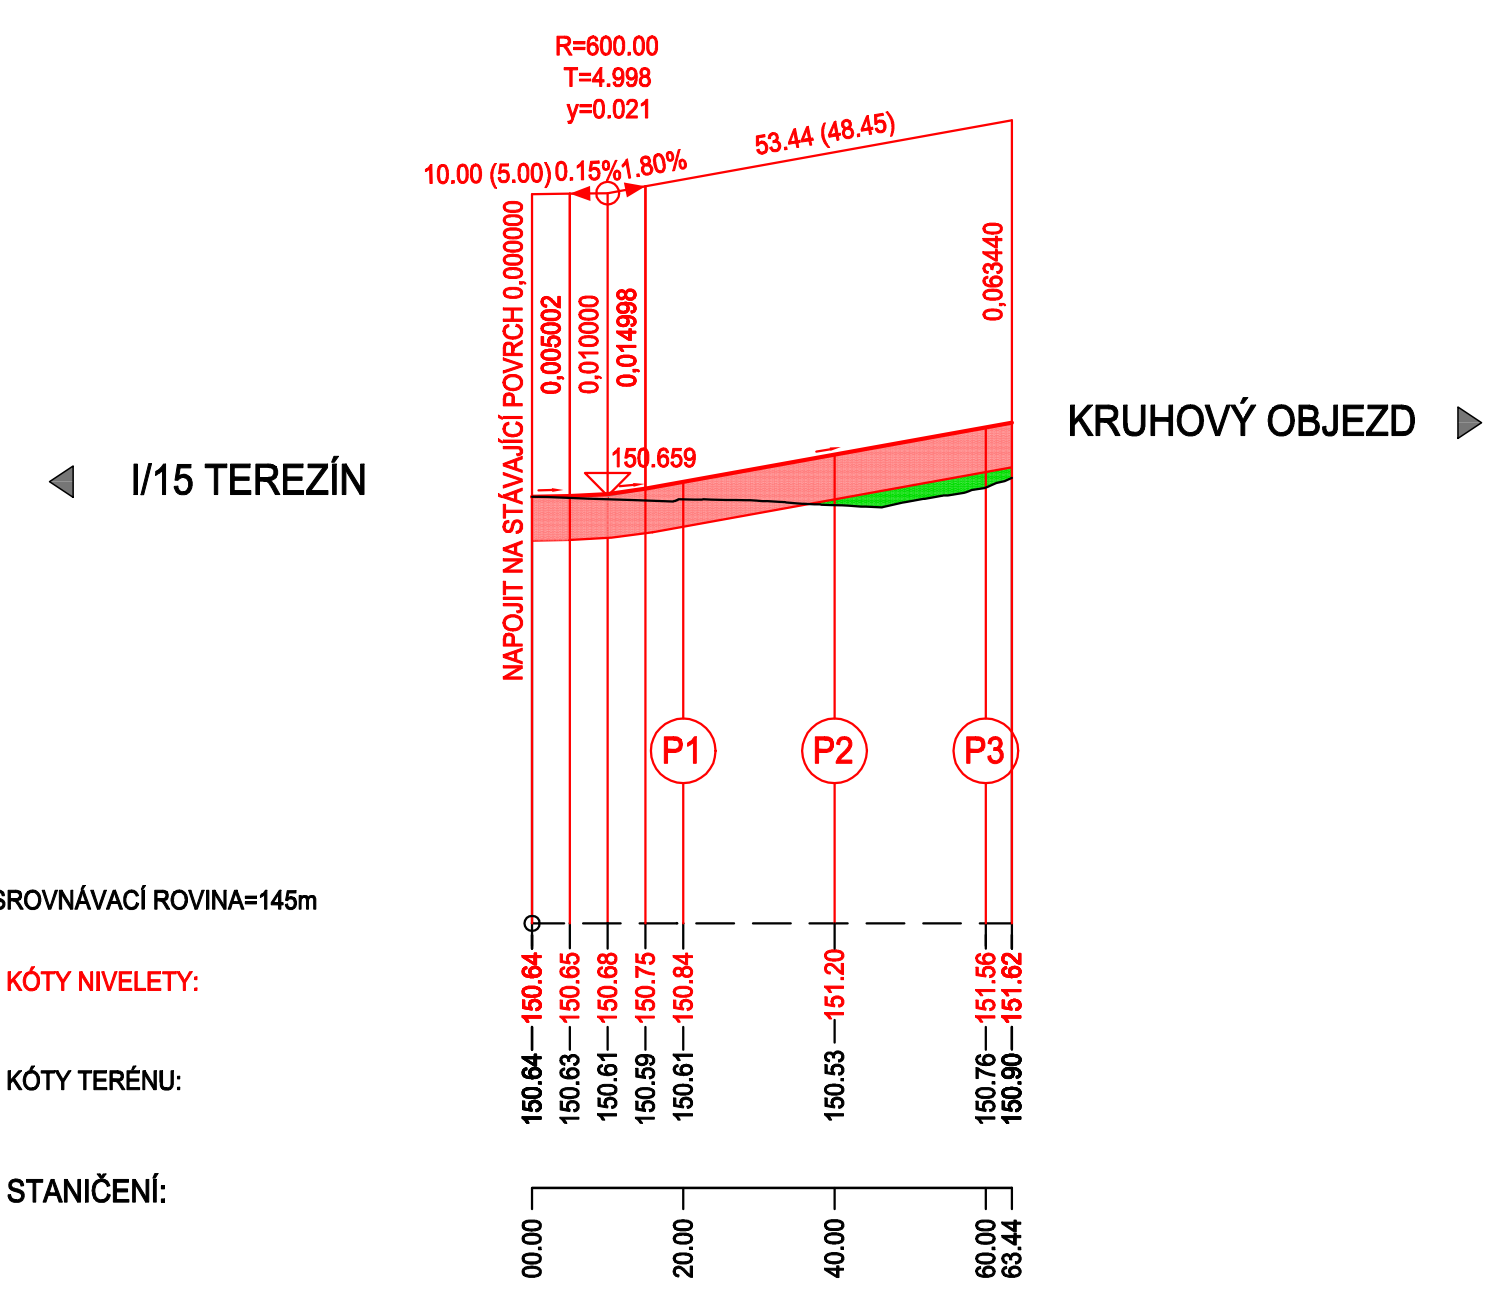 R=600.00
T=4.998
y=0.021
53.44 (48.45)
10.00 (5.00)
0.15%
1.80%
NAPOJIT NA STÁVAJÍCÍ POVRCH 0,000000
0,005002
0,010000
0,014998
0,063440
150.659
KRUHOVÝ OBJEZD
I/15 TEREZÍN
P1
P2
P3
SROVNÁVACÍ ROVINA=145m
KÓTY NIVELETY:
150.64
150.65
150.68
150.75
150.84
151.20
151.56
151.62
KÓTY TERÉNU:
150.64
150.63
150.61
150.59
150.61
150.53
150.76
150.90
STANIČENÍ:
00.00
20.00
40.00
60.00
63.44